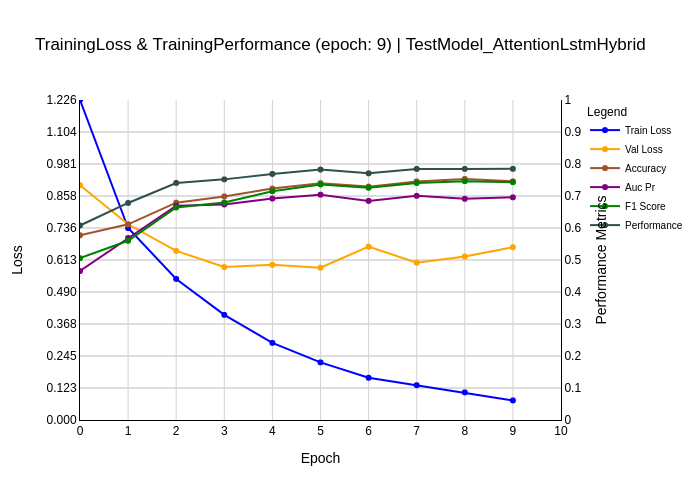 TrainingLoss & TrainingPerformance (epoch: 9) | TestModel_AttentionLstmHybrid
1.226
1.104
0.981
0.858
0.736
0.613
0.490
0.368
0.245
0.123
0.000
Loss
0 1 2 3 4 5 6 7 8 9 10
Epoch
1
0.9
0.8
0.7
0.6
0.5
0.4
0.3
0.2
0.1
0
Performance Metrics
Legend
Train Loss
Val Loss
Accuracy
Auc Pr
F1 Score
Performance